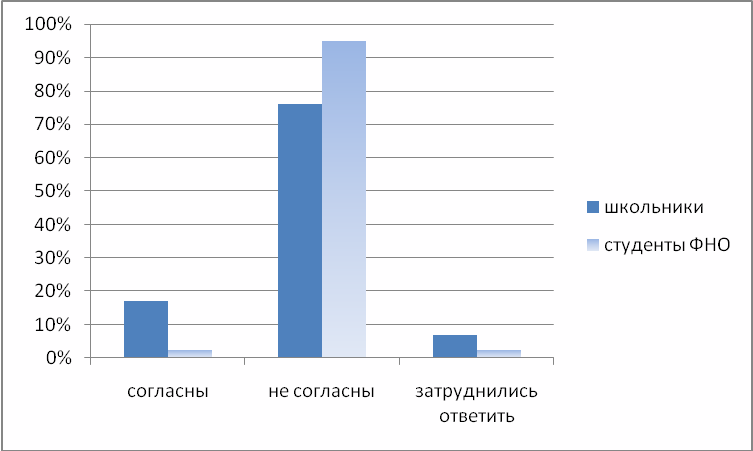 100%
90%
80%
70%
60%
50%
40%
30%
20%
10%
0%
согласны
не согласны
затруднились
ответить
школьники
студенты ФНО